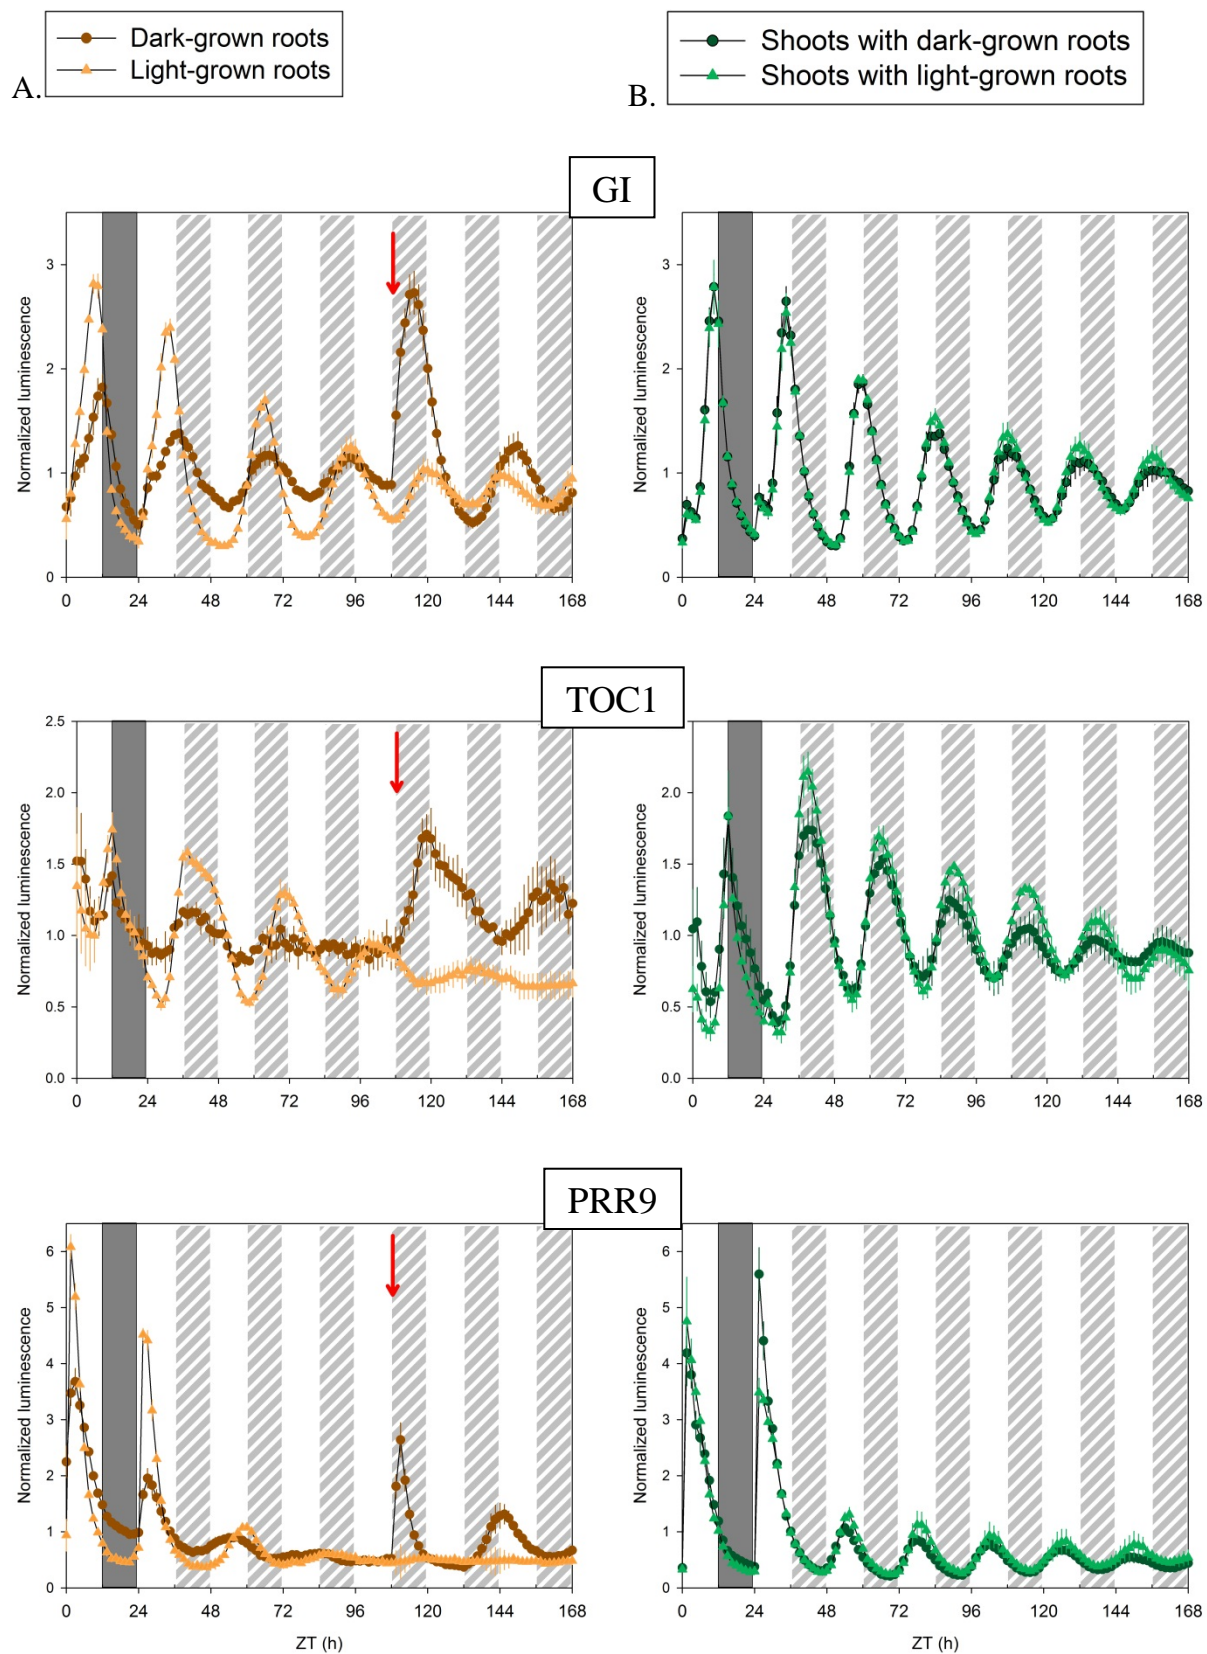 Dark-grown roots
Light-grown roots
A.
Shoots with dark-grown roots
Shoots with light-grown roots
B.
GI
Normalized luminescence
3
2
1
0
0 24 48 72 96 120 144 168
Normalized luminescence
3
2
1
0
0 24 48 72 96 120 144 168
TOC1
Normalized luminescence
2.5
2.0
1.5
1.0
0.5
0.0
0 24 48 72 96 120 144 168
Normalized luminescence
2.5
2.0
1.5
1.0
0.5
0.0
0 24 48 72 96 120 144 168
PRR9
Normalized luminescence
6
5
4
3
2
1
0
0 24 48 72 96 120 144 168
ZT (h)
Normalized luminescence
6
5
4
3
2
1
0
0 24 48 72 96 120 144 168
ZT (h)